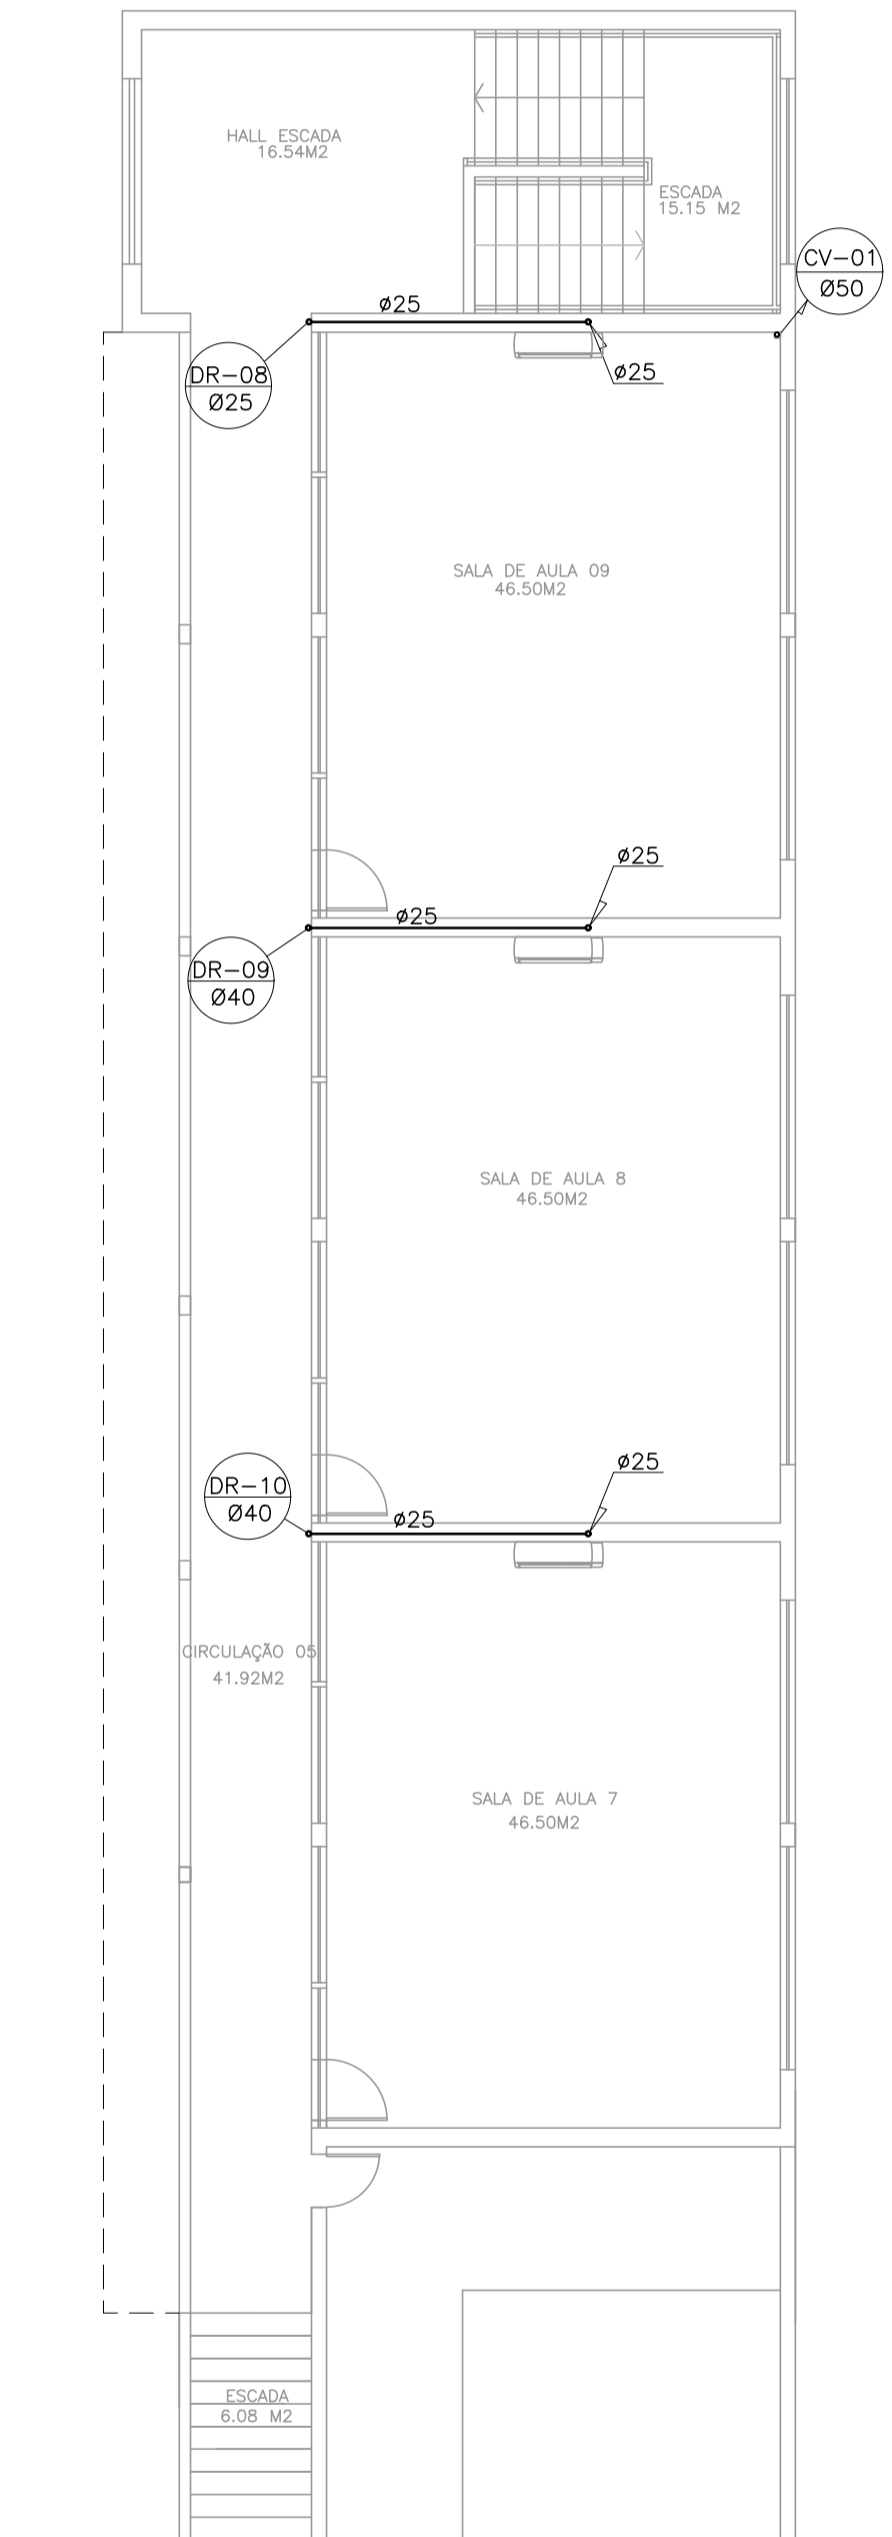 HALL ESCADA
16.54M2
ESCADA
15.15 M2
CV-01
Ø50
ø25
DR-08
Ø25
ø25
SALA DE AULA 09
46.50M2
ø25
ø25
DR-09
Ø40
SALA DE AULA 8
46.50M2
ø25
DR-10
Ø40
ø25
CIRCULAÇÃO 05
41.92M2
SALA DE AULA 7
46.50M2
ESCADA
6.08 M2